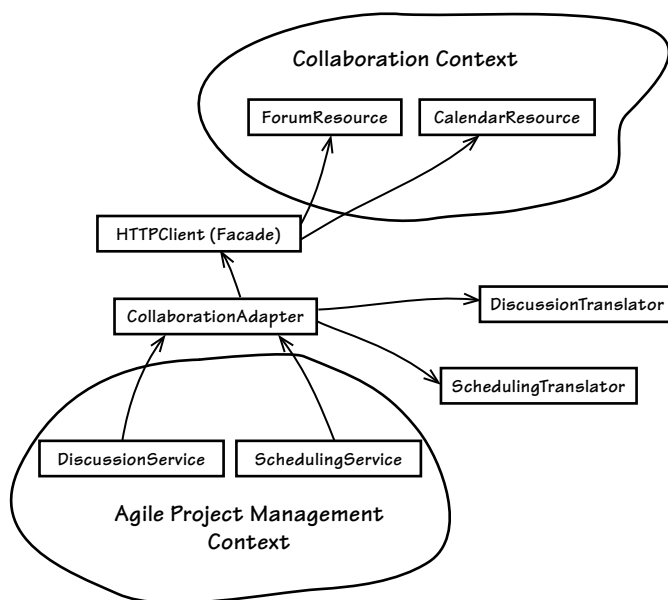 Collaboration Context
ForumResource
CalendarResource
HTTPClient (Facade)
CollaborationAdapter
DiscussionTranslator
SchedulingTranslator
DiscussionService
SchedulingService
Agile Project Management
Context